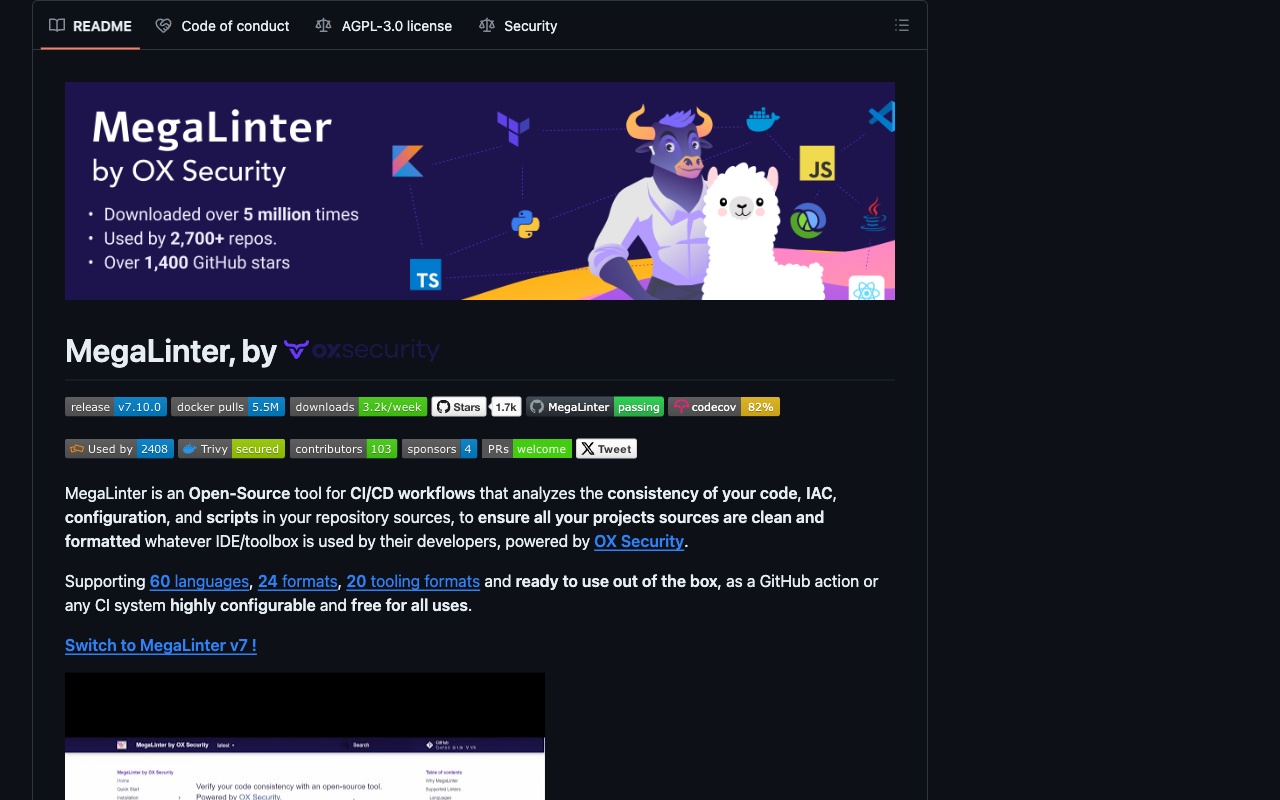 README Code of conduct AGPL-3.0 license Security
MegaLinter
by OX Security
• Downloaded over 5 million times
• Used by 2,700+ repos.
• Over 1,400 GitHub stars
JS
TS
MegaLinter, by oxsecurity
release v7.10.0 docker pulls 5.5M downloads 3.2k/week Stars 1.7k MegaLinter passing codecov 82%
Used by 2408 Trivy secured contributors 103 sponsors 4 PRs welcome Tweet
MegaLinter is an Open-Source tool for CI/CD workflows that analyzes the consistency of your code, IAC,
configuration, and scripts in your repository sources, to ensure all your projects sources are clean and
formatted whatever IDE/toolbox is used by their developers, powered by OX Security.
Supporting 60 languages, 24 formats, 20 tooling formats and ready to use out of the box, as a GitHub action or
any CI system highly configurable and free for all uses.
Switch to MegaLinter v7 !
MegaLinter by OX Security latest Search GitHub
MegaLinter by OX Security Table of contents
Home Why MegaLinter
Quick Start Verify your code consistency with an open-source tool. Supported Linters
Installation Powered by OX Security. Languages